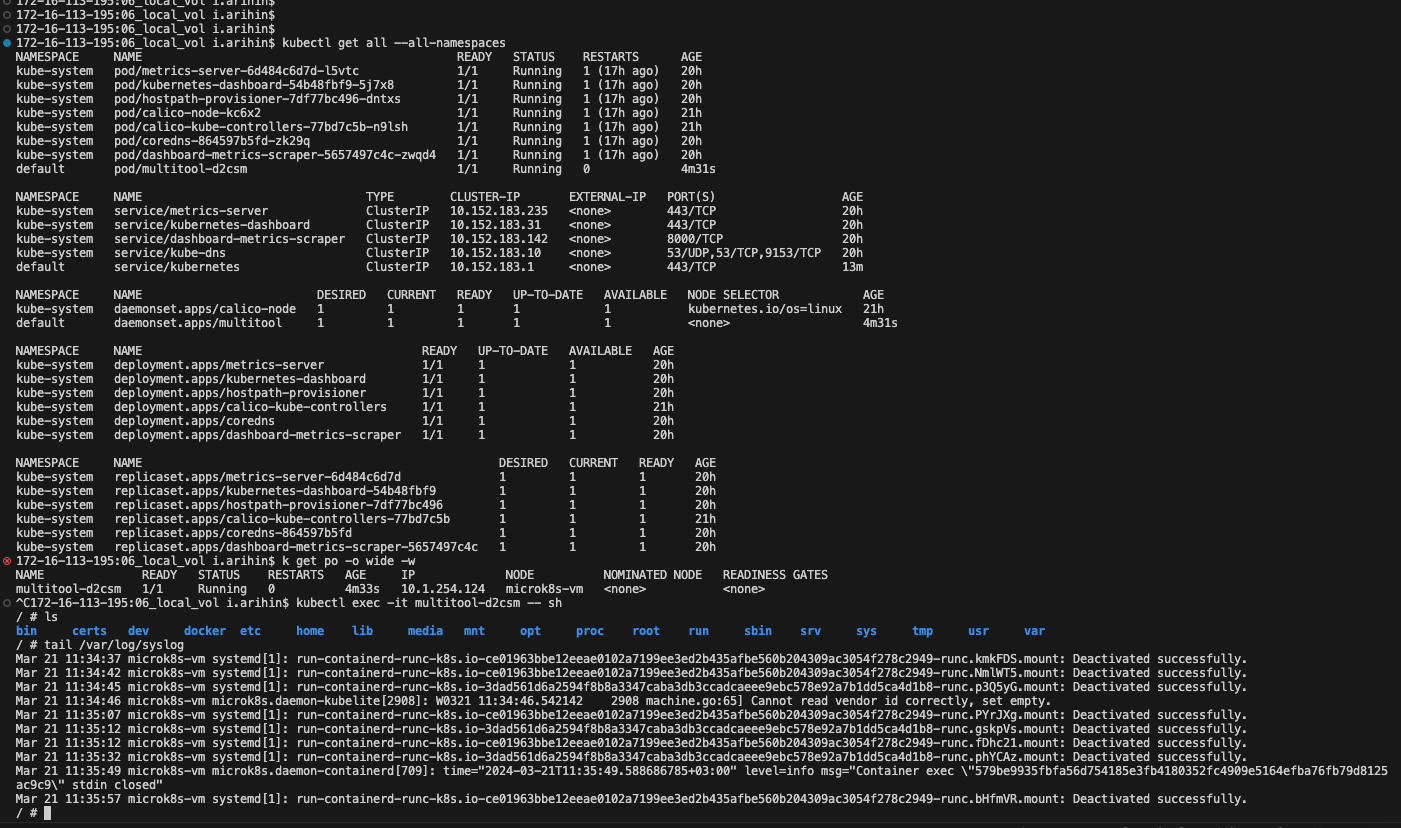 172-16-113-195:06_local_vol i.arihin$
172-16-113-195:06_local_vol i.arihin$
172-16-113-195:06_local_vol i.arihin$
172-16-113-195:06_local_vol i.arihin$ kubectl get all --all-namespaces
NAMESPACE NAME READY STATUS RESTARTS AGE
kube-system pod/metrics-server-6d484c6d7d-l5vtc 1/1 Running 1 (17h ago) 20h
kube-system pod/kubernetes-dashboard-54b48fbf9-5j7x8 1/1 Running 1 (17h ago) 20h
kube-system pod/hostpath-provisioner-7df77bc496-dntxs 1/1 Running 1 (17h ago) 20h
kube-system pod/calico-node-kc6x2 1/1 Running 1 (17h ago) 21h
kube-system pod/calico-kube-controllers-77bd7c5b-n9lsh 1/1 Running 1 (17h ago) 21h
kube-system pod/coredns-864597b5fd-zk29q 1/1 Running 1 (17h ago) 20h
kube-system pod/dashboard-metrics-scraper-5657497c4c-zwqd4 1/1 Running 1 (17h ago) 20h
default pod/multitool-d2csm 1/1 Running 0 4m31s
NAMESPACE NAME TYPE CLUSTER-IP EXTERNAL-IP PORT(S) AGE
kube-system service/metrics-server ClusterIP 10.152.183.235 <none> 443/TCP 20h
kube-system service/kubernetes-dashboard ClusterIP 10.152.183.31 <none> 443/TCP 20h
kube-system service/dashboard-metrics-scraper ClusterIP 10.152.183.142 <none> 8000/TCP 20h
kube-system service/kube-dns ClusterIP 10.152.183.10 <none> 53/UDP,53/TCP,9153/TCP 20h
default service/kubernetes ClusterIP 10.152.183.1 <none> 443/TCP 13m
NAMESPACE NAME DESIRED CURRENT READY UP-TO-DATE AVAILABLE NODE SELECTOR AGE
kube-system daemonset.apps/calico-node 1 1 1 1 1 kubernetes.io/os=linux 21h
default daemonset.apps/multitool 1 1 1 1 1 <none> 4m31s
NAMESPACE NAME READY UP-TO-DATE AVAILABLE AGE
kube-system deployment.apps/metrics-server 1/1 1 1 20h
kube-system deployment.apps/kubernetes-dashboard 1/1 1 1 20h
kube-system deployment.apps/hostpath-provisioner 1/1 1 1 20h
kube-system deployment.apps/calico-kube-controllers 1/1 1 1 21h
kube-system deployment.apps/coredns 1/1 1 1 20h
kube-system deployment.apps/dashboard-metrics-scraper 1/1 1 1 20h
NAMESPACE NAME DESIRED CURRENT READY AGE
kube-system replicaset.apps/metrics-server-6d484c6d7d 1 1 1 20h
kube-system replicaset.apps/kubernetes-dashboard-54b48fbf9 1 1 1 20h
kube-system replicaset.apps/hostpath-provisioner-7df77bc496 1 1 1 20h
kube-system replicaset.apps/calico-kube-controllers-77bd7c5b 1 1 1 21h
kube-system replicaset.apps/coredns-864597b5fd 1 1 1 20h
kube-system replicaset.apps/dashboard-metrics-scraper-5657497c4c 1 1 1 20h
172-16-113-195:06_local_vol i.arihin$ k get po -o wide -w
NAME READY STATUS RESTARTS AGE IP NODE NOMINATED NODE READINESS GATES
multitool-d2csm 1/1 Running 0 4m33s 10.1.254.124 microk8s-vm <none> <none>
^C172-16-113-195:06_local_vol i.arihin$ kubectl exec -it multitool-d2csm -- sh
/ # ls
bin certs dev docker etc home lib media mnt opt proc root run sbin srv sys tmp usr var
/ # tail /var/log/syslog
Mar 21 11:34:37 microk8s-vm systemd[1]: run-containerd-runc-k8s.io-ce01963bbe12eeae0102a7199ee3ed2b435afbe560b204309ac3054f278c2949-runc.kmkFDS.mount: Deactivated successfully.
Mar 21 11:34:42 microk8s-vm systemd[1]: run-containerd-runc-k8s.io-ce01963bbe12eeae0102a7199ee3ed2b435afbe560b204309ac3054f278c2949-runc.NmlWT5.mount: Deactivated successfully.
Mar 21 11:34:45 microk8s-vm systemd[1]: run-containerd-runc-k8s.io-3dad561d6a2594f8b8a3347caba3db3ccadcaeee9ebc578e92a7b1dd5ca4d1b8-runc.p3Q5yG.mount: Deactivated successfully.
Mar 21 11:34:46 microk8s-vm microk8s.daemon-kubelite[2908]: W0321 11:34:46.542142 2908 machine.go:65] Cannot read vendor id correctly, set empty.
Mar 21 11:35:07 microk8s-vm systemd[1]: run-containerd-runc-k8s.io-ce01963bbe12eeae0102a7199ee3ed2b435afbe560b204309ac3054f278c2949-runc.PYrJXg.mount: Deactivated successfully.
Mar 21 11:35:12 microk8s-vm systemd[1]: run-containerd-runc-k8s.io-3dad561d6a2594f8b8a3347caba3db3ccadcaeee9ebc578e92a7b1dd5ca4d1b8-runc.gskpVs.mount: Deactivated successfully.
Mar 21 11:35:12 microk8s-vm systemd[1]: run-containerd-runc-k8s.io-ce01963bbe12eeae0102a7199ee3ed2b435afbe560b204309ac3054f278c2949-runc.fDhc21.mount: Deactivated successfully.
Mar 21 11:35:32 microk8s-vm systemd[1]: run-containerd-runc-k8s.io-3dad561d6a2594f8b8a3347caba3db3ccadcaeee9ebc578e92a7b1dd5ca4d1b8-runc.phYCAz.mount: Deactivated successfully.
Mar 21 11:35:49 microk8s-vm microk8s.daemon-containerd[709]: time="2024-03-21T11:35:49.588686785+03:00" level=info msg="Container exec \"579be9935fbfa56d754185e3fb4180352fc4909e5164efba76fb79d8125
ac9c9\" stdin closed"
Mar 21 11:35:57 microk8s-vm systemd[1]: run-containerd-runc-k8s.io-ce01963bbe12eeae0102a7199ee3ed2b435afbe560b204309ac3054f278c2949-runc.bHfmVR.mount: Deactivated successfully.
/ #